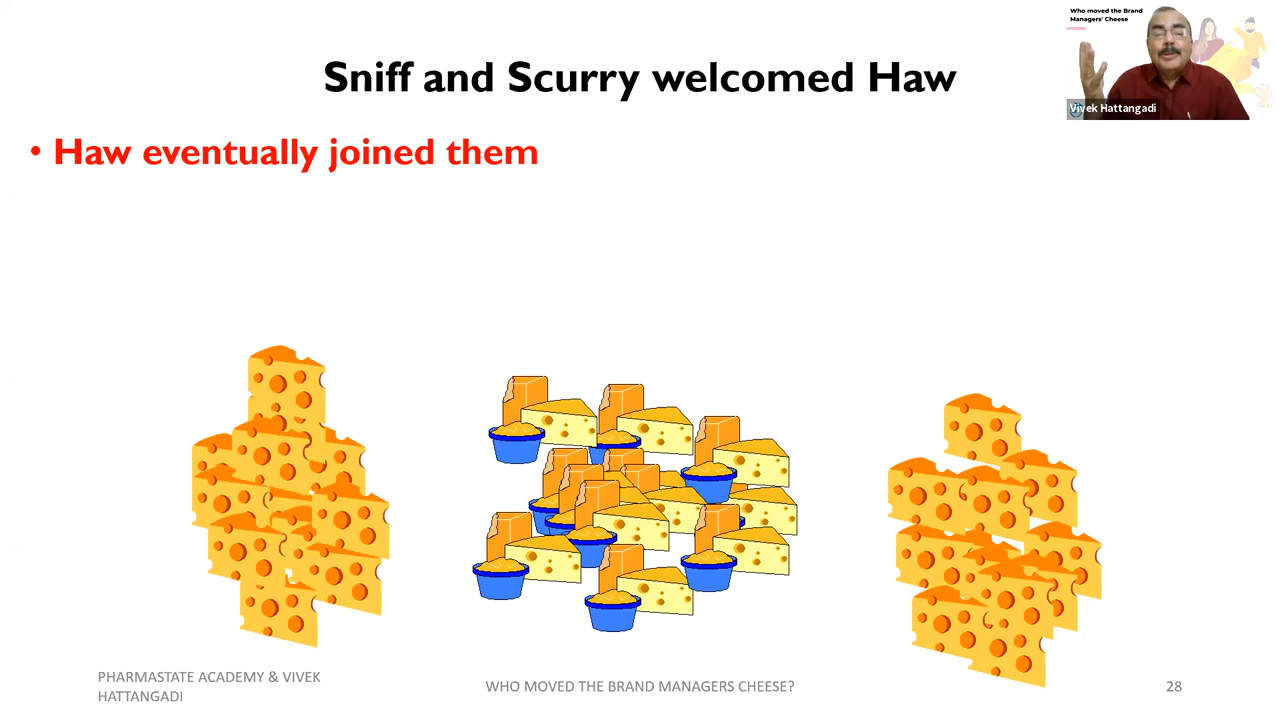 Who moved the Brand
Managers' Cheese
Vivek Hattangadi
Sniff and Scurry welcomed Haw
• Haw eventually joined them
PHARMASTATE ACADEMY & VIVEK
HATTANGADI
WHO MOVED THE BRAND MANAGERS CHEESE?
28